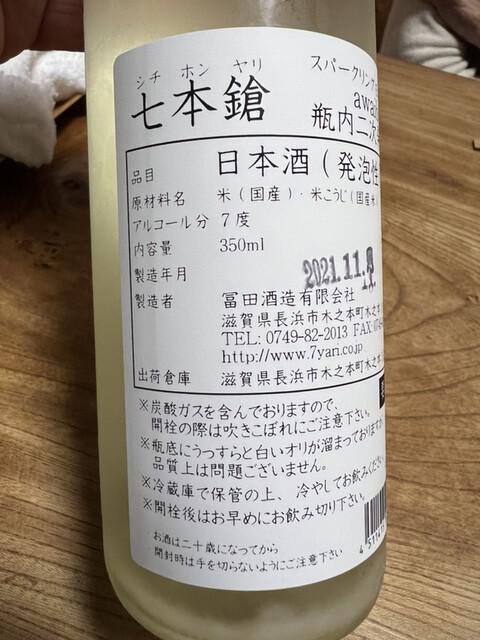 シチ ホン ヤリ
七本鎗
スパークリング
awa
瓶内二次
品目 日本酒(発泡性
原材料名 米(国産)・米こうじ(国産米
アルコール分 7度
内容量 350ml
製造年月 2021.11.
製造者 冨田酒造有限会社
滋賀県長浜市木之本町木之本
TEL: 0749-82-2013 FAX:
http://www.7yari.co.jp
出荷倉庫 滋賀県長浜市木之本町木之本
※炭酸ガスを含んでおりますので、
開栓の際は吹きこぼれにご注意下さい。
※瓶底にうっすらと白いオリが溜まっておりますが
品質上は問題ございません。
※冷蔵庫で保管の上、冷やしてお飲みください。
※開栓後はお早めにお飲み切り下さい。
お酒は二十歳になってから
開封時は手を切らないようにご注意下さい